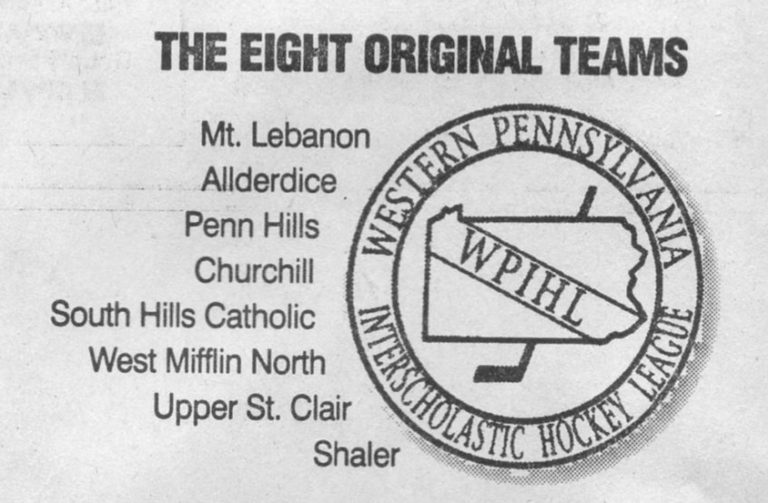 THE EIGHT ORIGINAL TEAMS
Mt. Lebanon
Allderdice
Penn Hills
Churchill
South Hills Catholic
West Mifflin North
Upper St. Clair
Shaler
WESTERN PENNSYLVANIA
WPIHL
INTERSCHOLASTIC HOCKEY LEAGUE